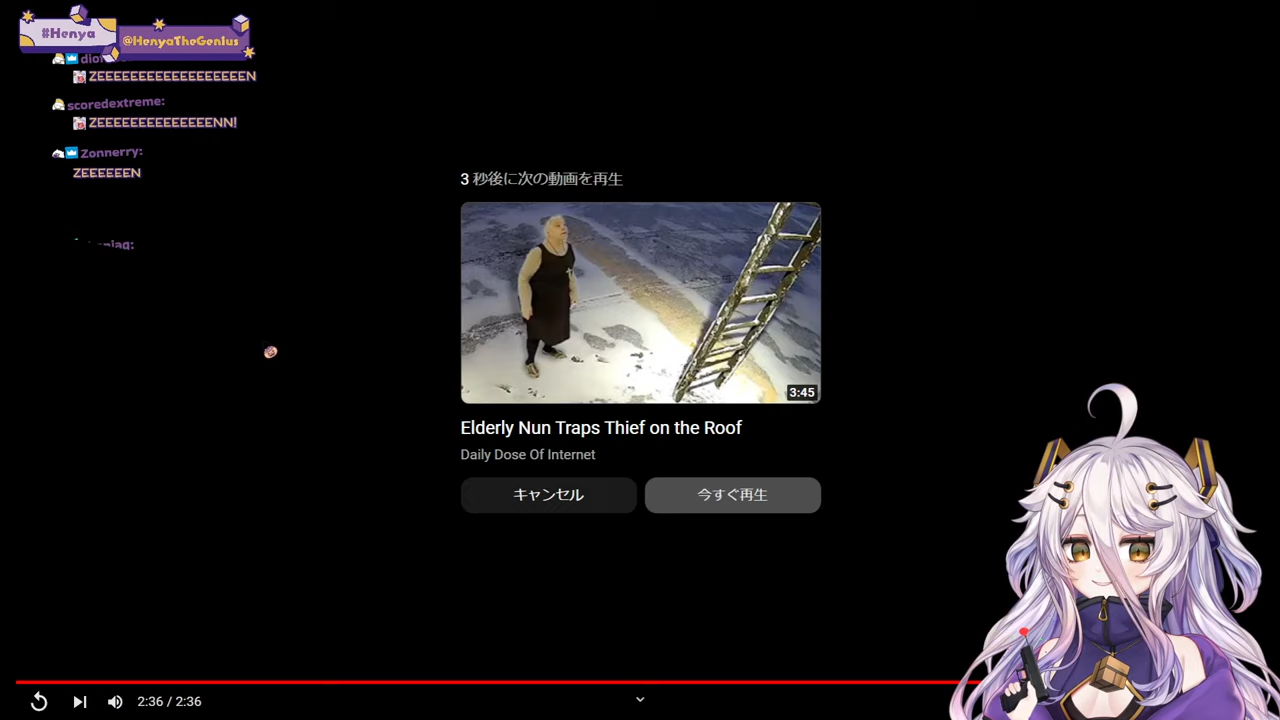 #Henya
@HenyaTheGenius
ZEEEEEEEEEEEEEEEEEEEN
scoredextreme:
ZEEEEEEEEEEEEEEENN!
Zonnerry:
ZEEEEEEN
3 秒後に次の動画を再生
3:45
Elderly Nun Traps Thief on the Roof
Daily Dose Of Internet
キャンセル
今すぐ再生
2:36 / 2:36